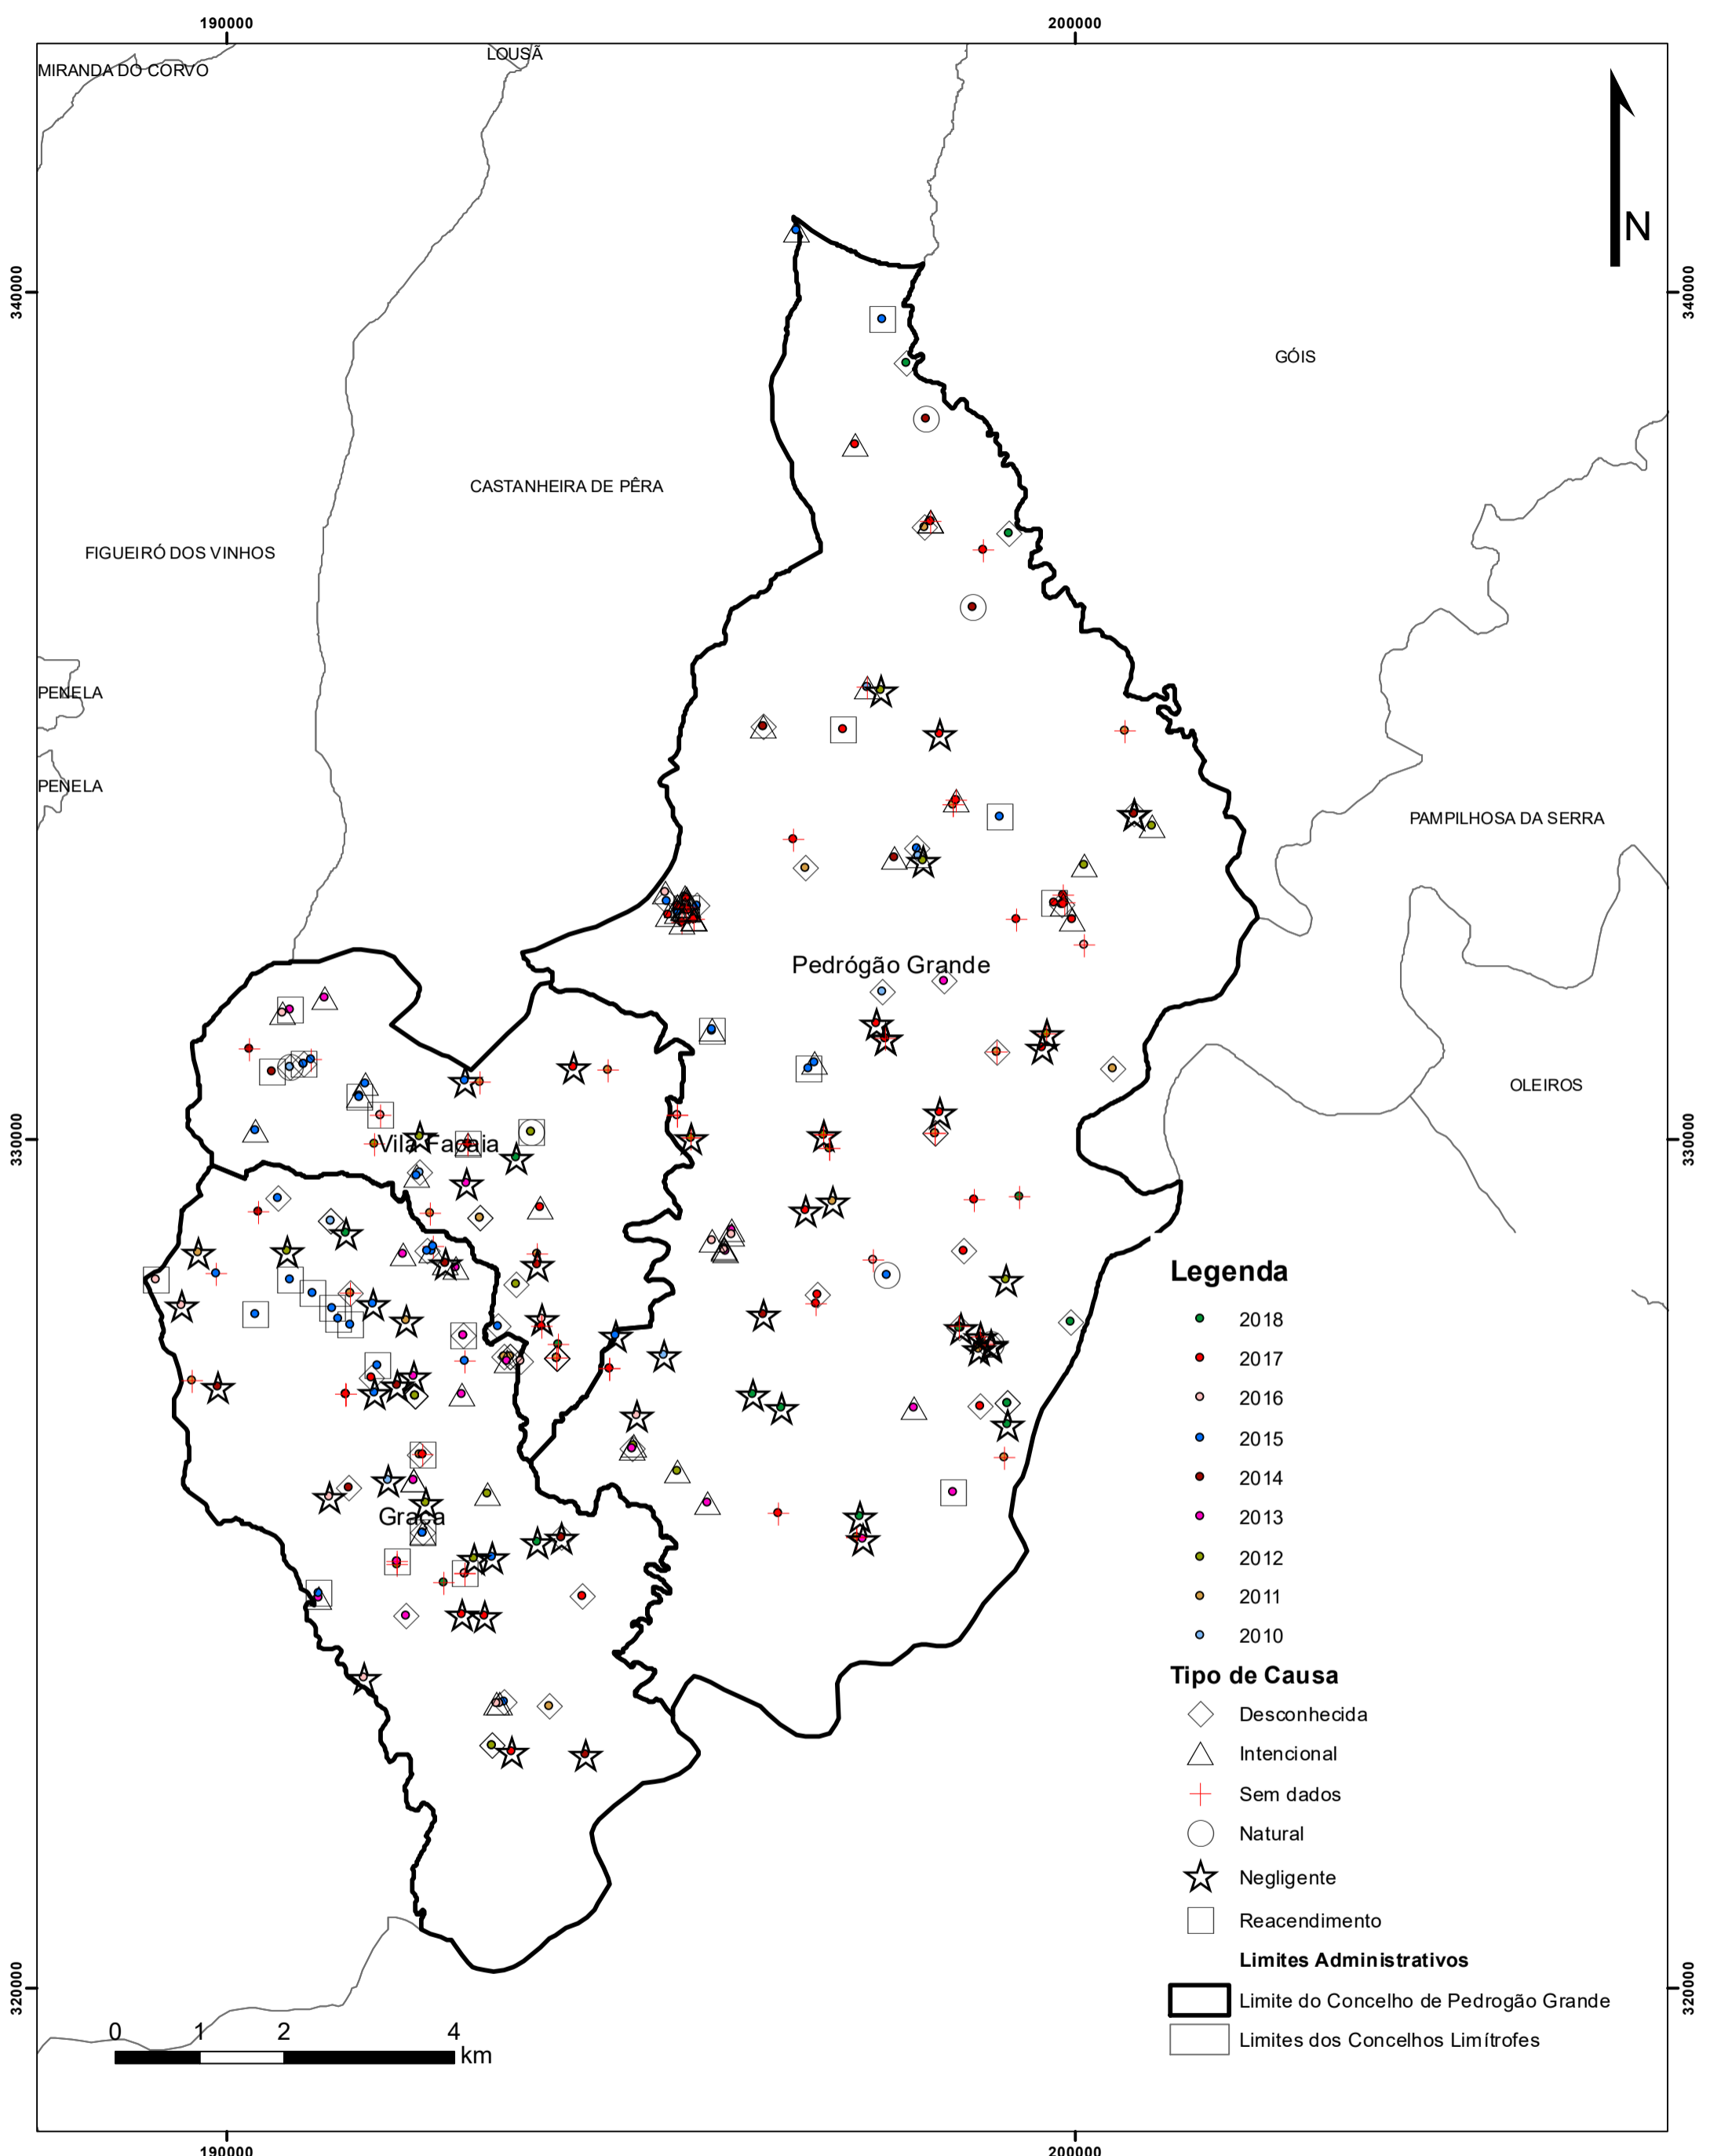 190000
200000
LOUSÃ
MIRANDA DO CORVO
N
340000
340000
GÓIS
CASTANHEIRA DE PÊRA
FIGUEIRÓ DOS VINHOS
PENELA
PENELA
PAMPILHOSA DA SERRA
Pedrógão Grande
OLEIROS
330000
Vila Facaia
330000
Graça
Legenda
2018
2017
2016
2015
2014
2013
2012
2011
2010
Tipo de Causa
Desconhecida
Intencional
Sem dados
Natural
Negligente
Reacendimento
Limites Administrativos
Limite do Concelho de Pedrogão Grande
Limites dos Concelhos Limítrofes
320000
320000
0 1 2 4
km
190000
200000